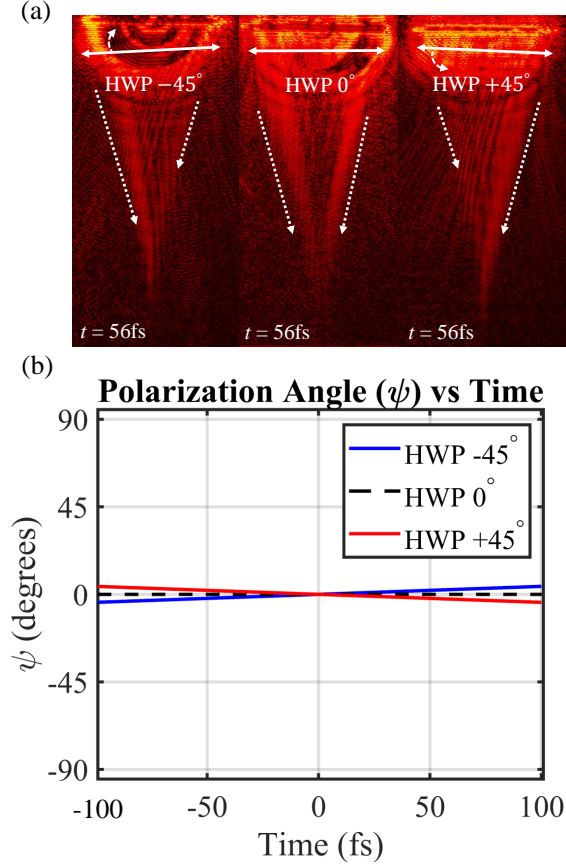 (a)
HWP −45° HWP 0° HWP +45°
t = 56fs t = 56fs t = 56fs
(b)
Polarization Angle (ψ) vs Time
90
45
0
-45
-90
ψ (degrees)
HWP -45°
HWP 0°
HWP +45°
-100 -50 0 50 100
Time (fs)